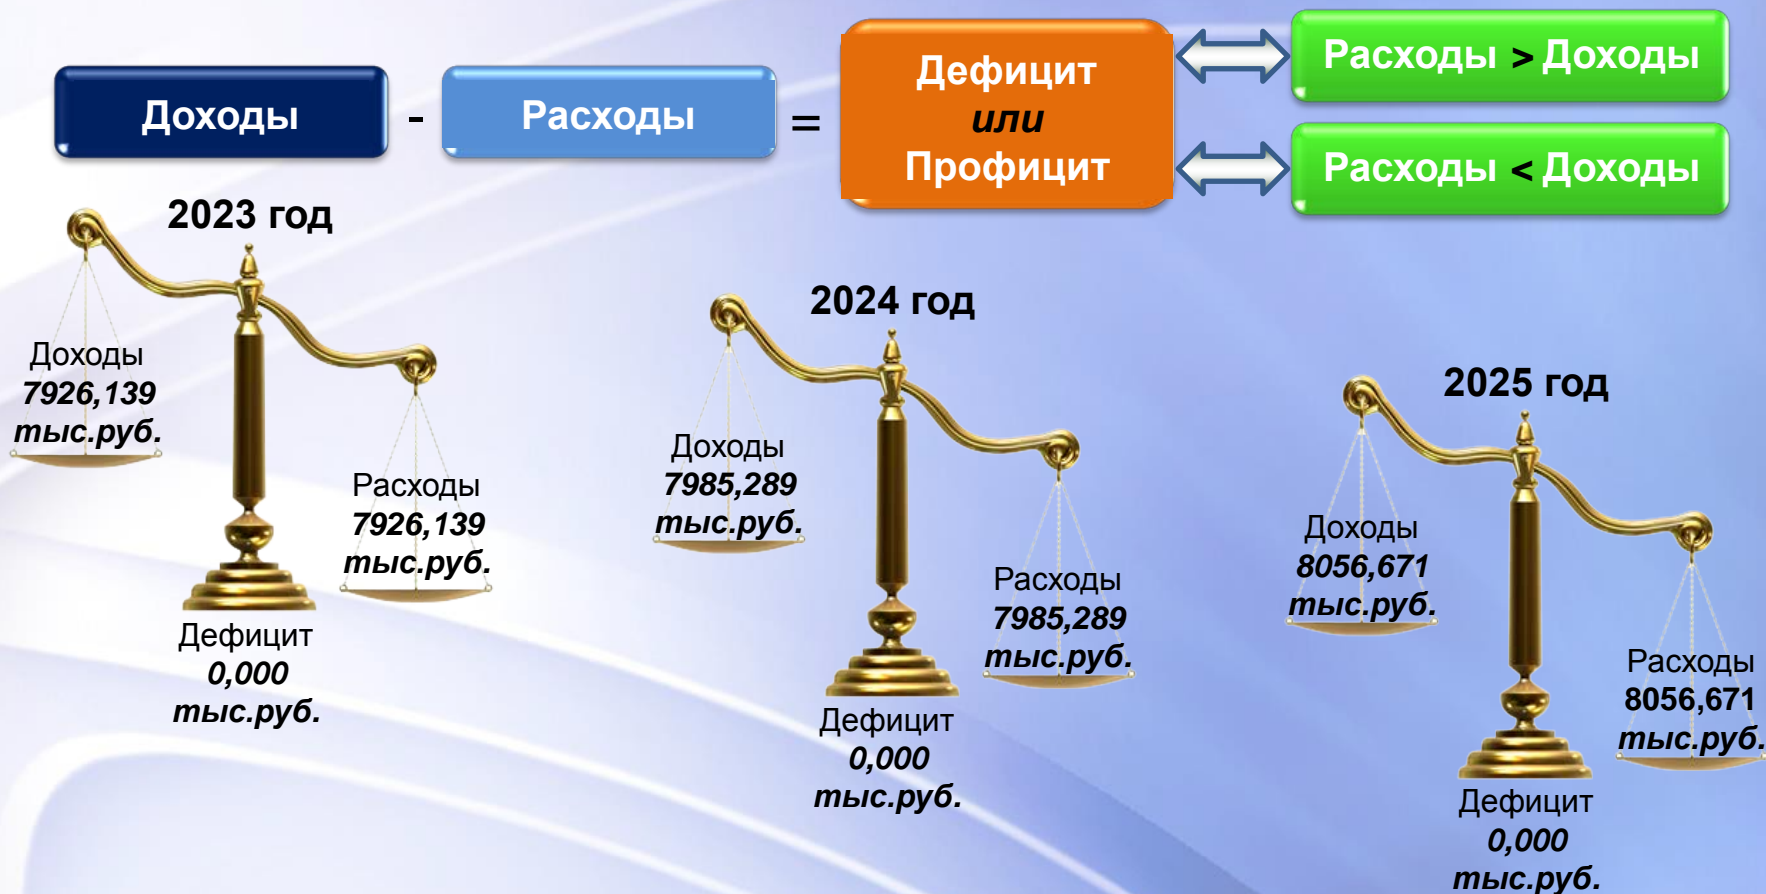 Доходы
-
Расходы
=
Дефицит
или
Профицит
Расходы > Доходы
Расходы < Доходы
2023 год
Доходы
7926,139
тыс.руб.
Расходы
7926,139
тыс.руб.
Дефицит
0,000
тыс.руб.
2024 год
Доходы
7985,289
тыс.руб.
Расходы
7985,289
тыс.руб.
Дефицит
0,000
тыс.руб.
2025 год
Доходы
8056,671
тыс.руб.
Расходы
8056,671
тыс.руб.
Дефицит
0,000
тыс.руб.